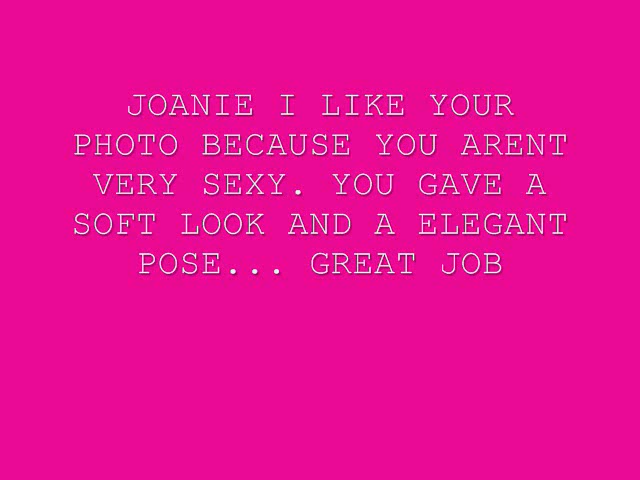 JOANIE I LIKE YOUR
PHOTO BECAUSE YOU ARENT
VERY SEXY. YOU GAVE A
SOFT LOOK AND A ELEGANT
POSE... GREAT JOB